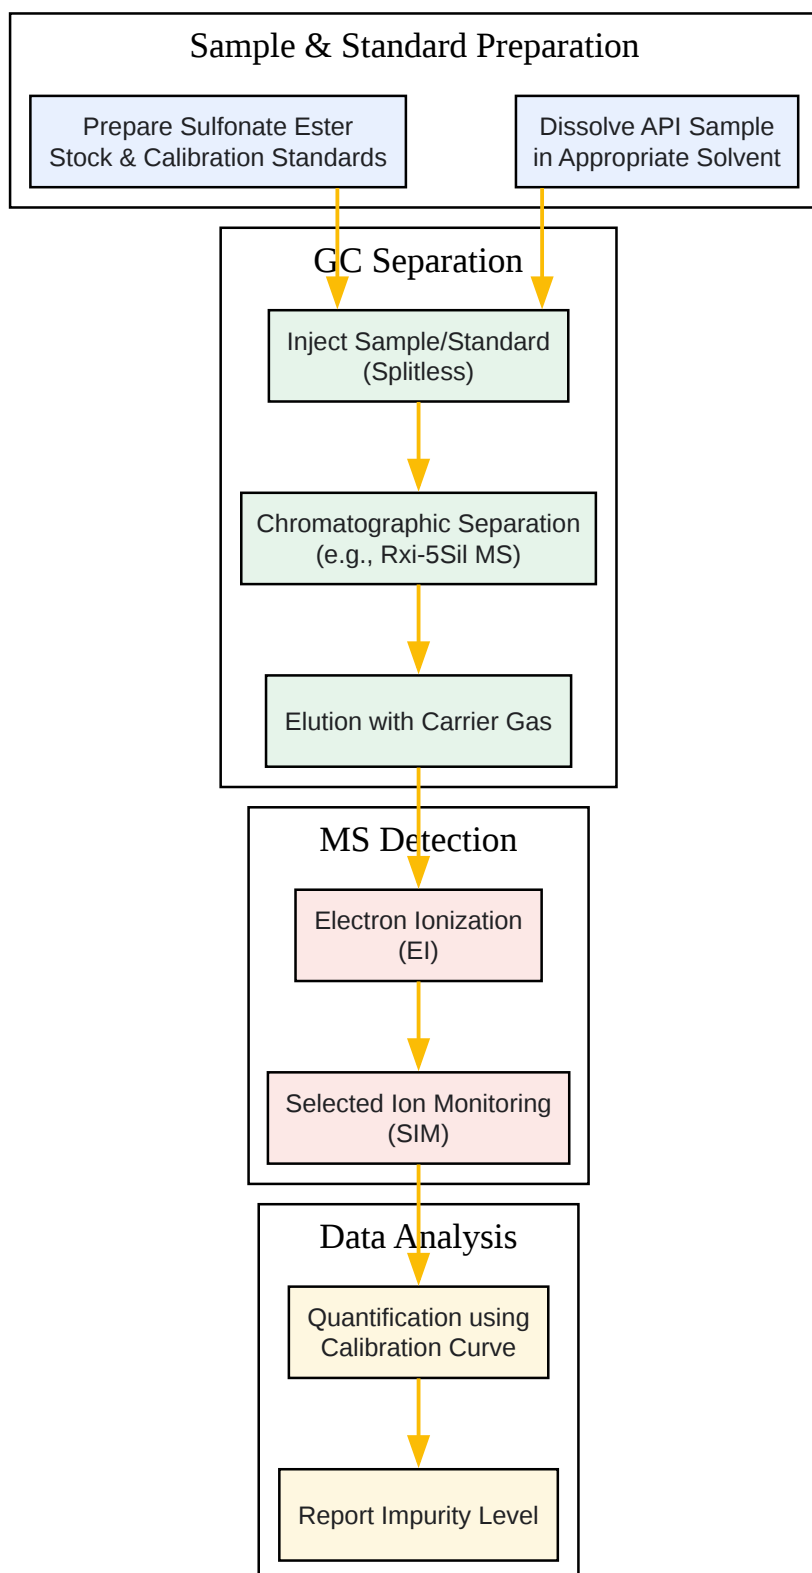 Sample & Standard Preparation
Prepare Sulfonate Ester
Stock & Calibration Standards
Dissolve API Sample
in Appropriate Solvent
GC Separation
Inject Sample/Standard
(Splitless)
Chromatographic Separation
(e.g., Rxi-5Sil MS)
Elution with Carrier Gas
MS Detection
Electron Ionization
(EI)
Selected Ion Monitoring
(SIM)
Data Analysis
Quantification using
Calibration Curve
Report Impurity Level